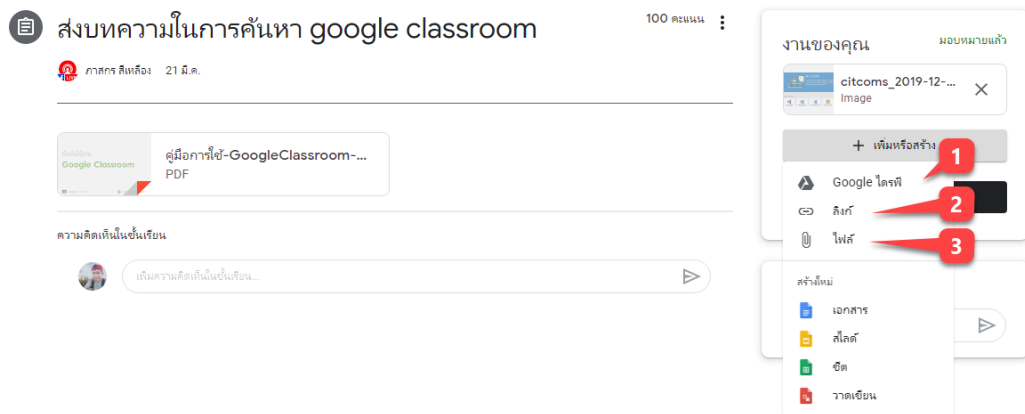 ส่งบทความในการค้นหา google classroom
100 คะแนน
ภาสกร สีเหลือง 21 มี.ค.
Google Classroom
คู่มือการใช้-GoogleClassroom-...
PDF
ความคิดเห็นในชั้นเรียน
เพิ่มความคิดเห็นในชั้นเรียน...
งานของคุณ
มอบหมายแล้ว
citcoms_2019-12-...
Image
+ เพิ่มหรือสร้าง
1
Google ไดรฟ์
2
ลิงก์
3
ไฟล์
สร้างใหม่
เอกสาร
สไลด์
ชีต
วาดเขียน